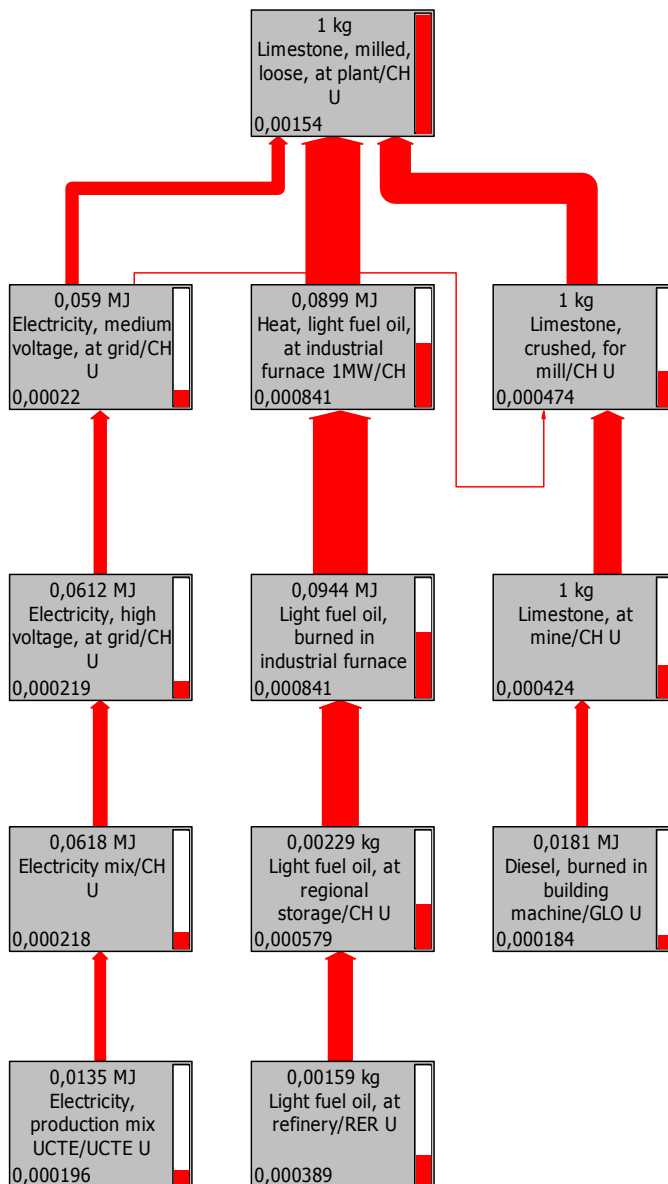 1 kg
Limestone, milled,
loose, at plant/CH
U
0,00154
0,059 MJ
Electricity, medium
voltage, at grid/CH
U
0,00022
0,0899 MJ
Heat, light fuel oil,
at industrial
furnace 1MW/CH
0,000841
1 kg
Limestone,
crushed, for
mill/CH U
0,000474
0,0612 MJ
Electricity, high
voltage, at grid/CH
U
0,000219
0,0944 MJ
Light fuel oil,
burned in
industrial furnace
0,000841
1 kg
Limestone, at
mine/CH U
0,000424
0,0618 MJ
Electricity mix/CH
U
0,000218
0,00229 kg
Light fuel oil, at
regional
storage/CH U
0,000579
0,0181 MJ
Diesel, burned in
building
machine/GLO U
0,000184
0,0135 MJ
Electricity,
production mix
UCTE/UCTE U
0,000196
0,00159 kg
Light fuel oil, at
refinery/RER U
0,000389